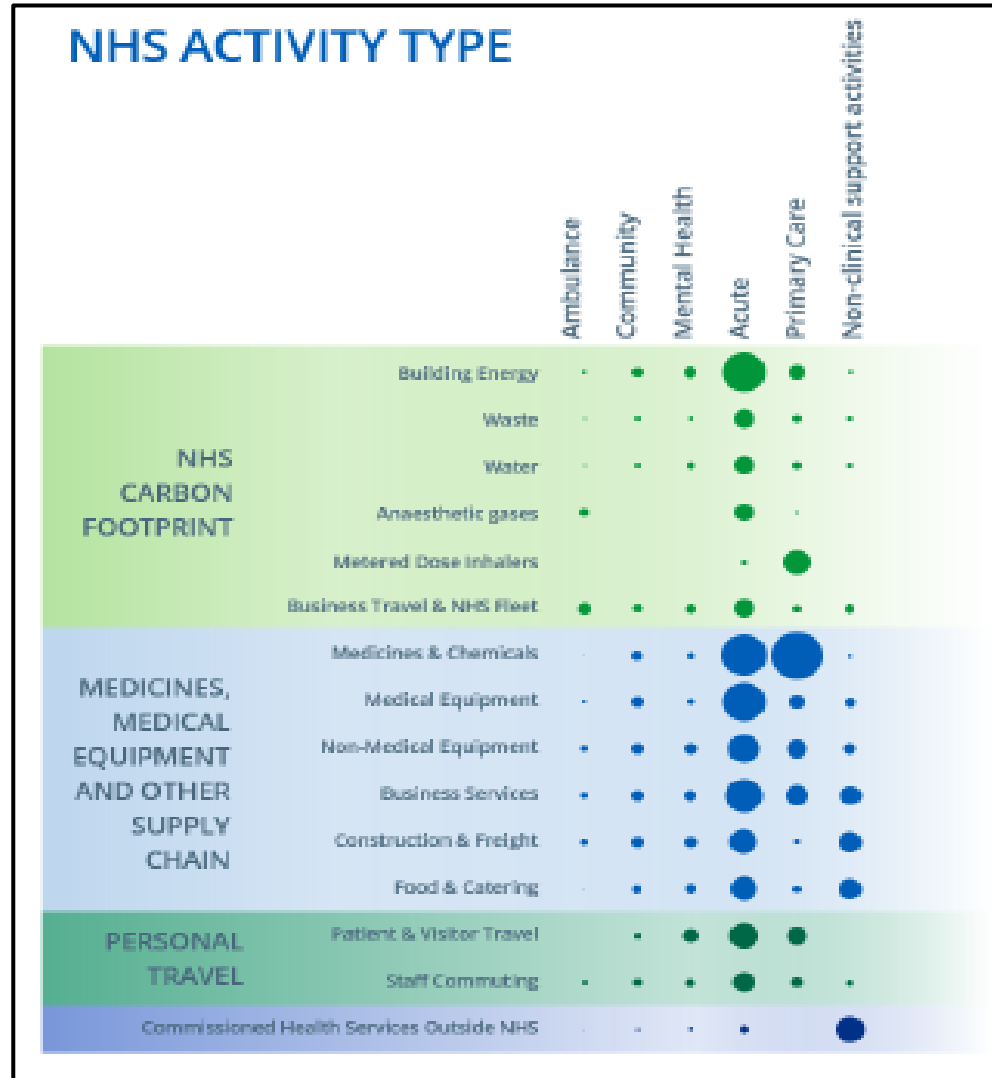 NHS ACTIVITY TYPE
Ambulance
Community
Mental Health
Acute
Primary Care
Non-clinical support activities
NHS
CARBON
FOOTPRINT
Building Energy
Waste
Water
Anaesthetic gases
Metered Dose Inhalers
Business Travel & NHS Fleet
MEDICINES,
MEDICAL
EQUIPMENT
AND OTHER
SUPPLY
CHAIN
Medicines & Chemicals
Medical Equipment
Non-Medical Equipment
Business Services
Construction & Freight
Food & Catering
PERSONAL
TRAVEL
Patient & Visitor Travel
Staff Commuting
Commissioned Health Services Outside NHS